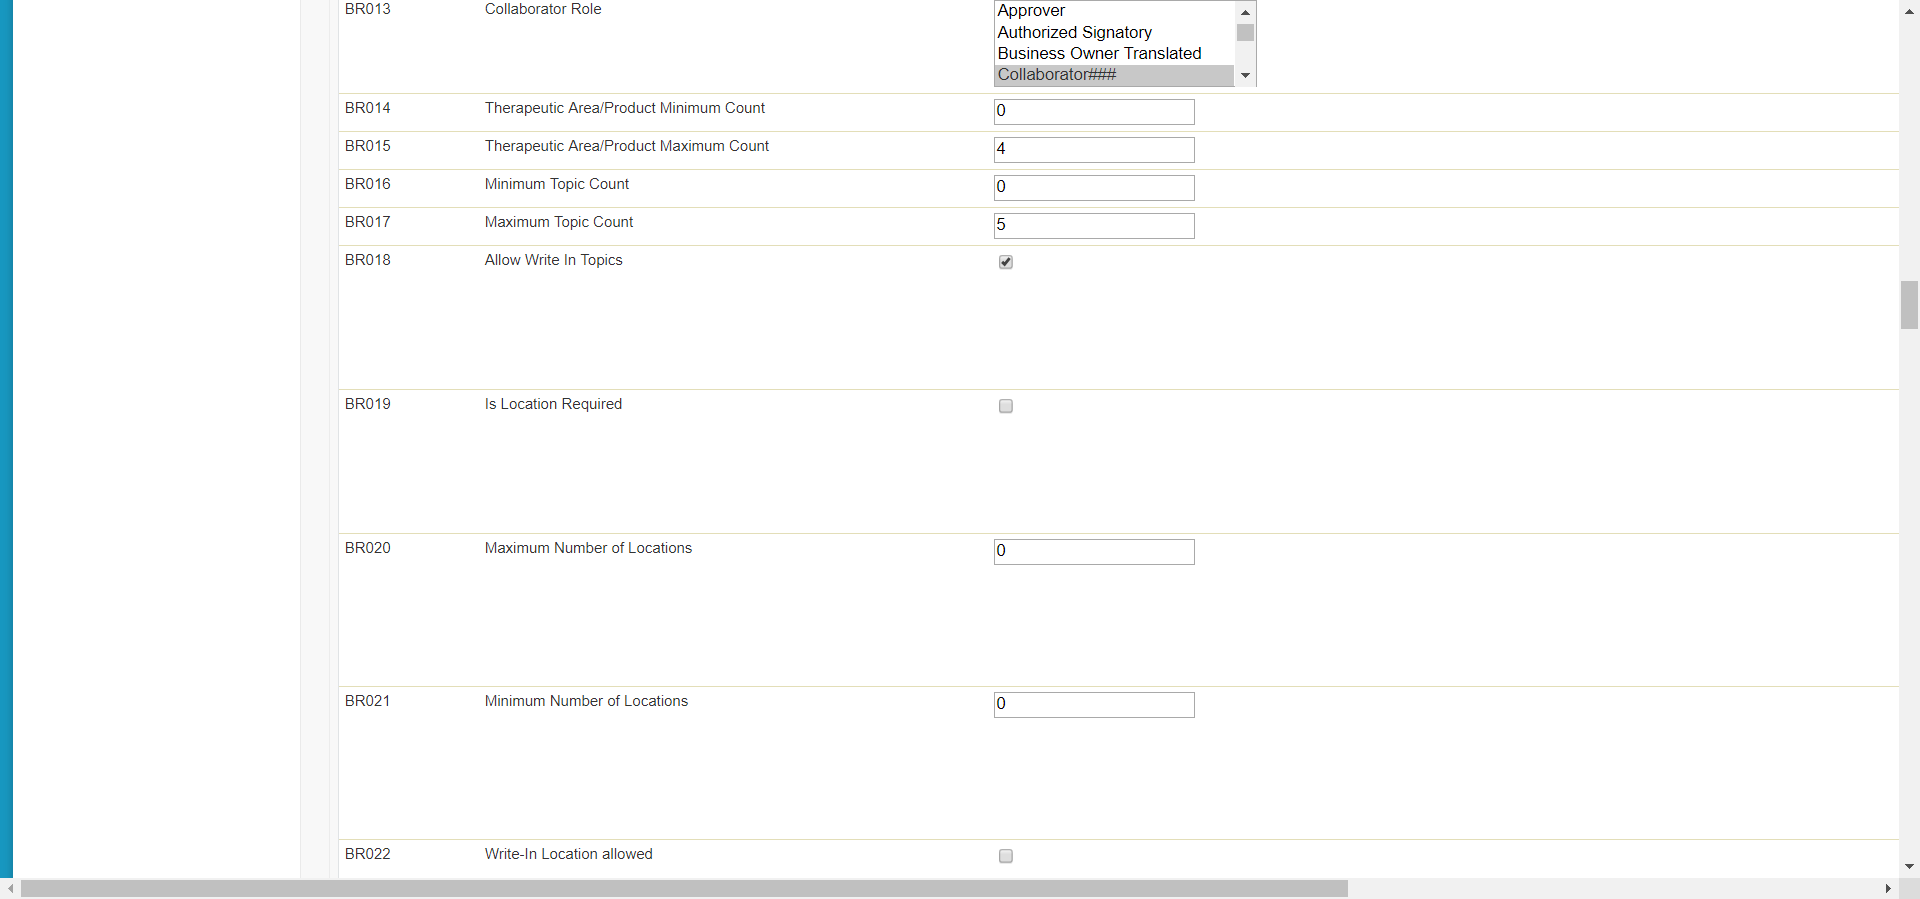 BR013 Collaborator Role Approver
Authorized Signatory
Business Owner Translated
Collaborator###
BR014 Therapeutic Area/Product Minimum Count 0
BR015 Therapeutic Area/Product Maximum Count 4
BR016 Minimum Topic Count 0
BR017 Maximum Topic Count 5
BR018 Allow Write In Topics
BR019 Is Location Required
BR020 Maximum Number of Locations 0
BR021 Minimum Number of Locations 0
BR022 Write-In Location allowed